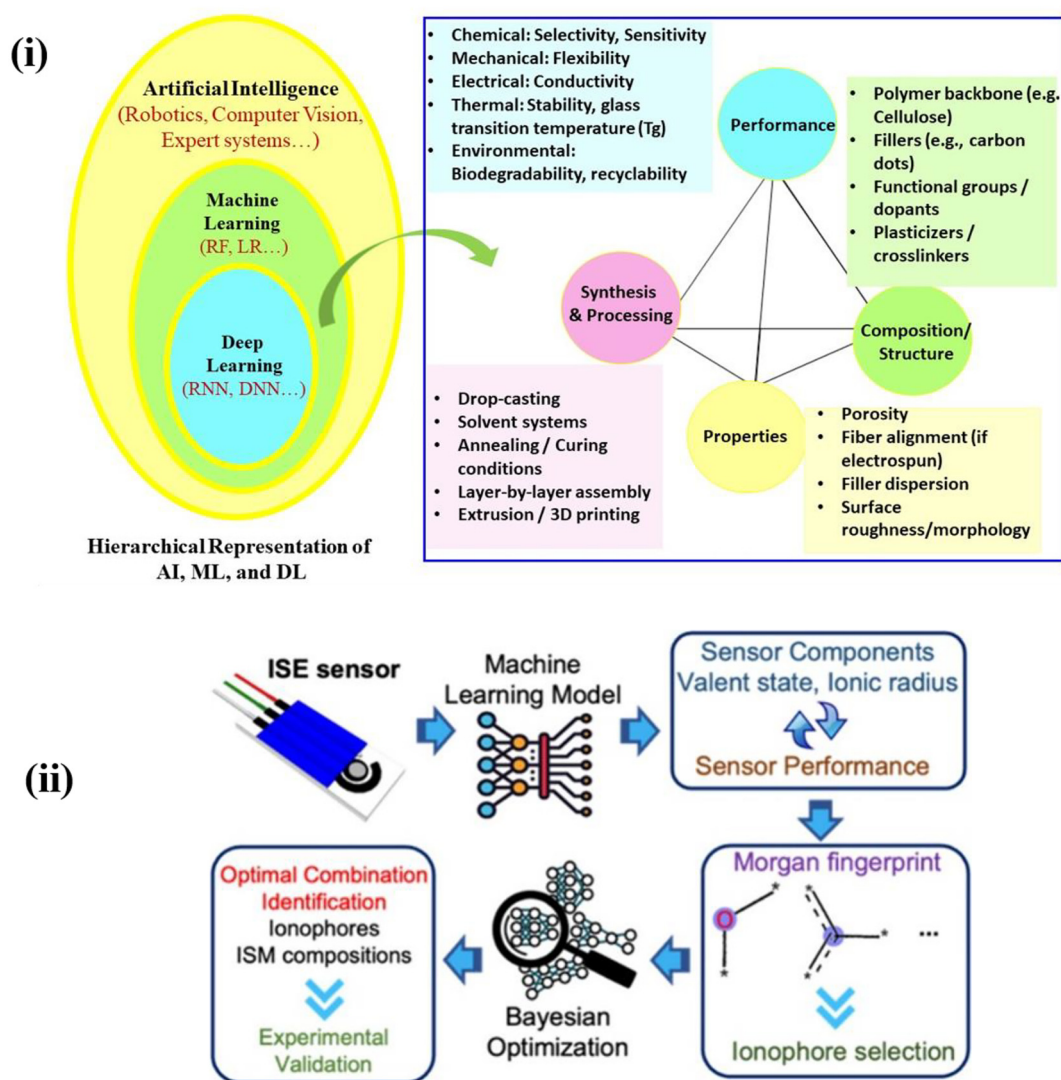 (i)
Artificial Intelligence
(Robotics, Computer Vision,
Expert systems…)
Machine
Learning
(RF, LR…)
Deep
Learning
(RNN, DNN…)
Hierarchical Representation of
AI, ML, and DL
• Chemical: Selectivity, Sensitivity
• Mechanical: Flexibility
• Electrical: Conductivity
• Thermal: Stability, glass
transition temperature (Tg)
• Environmental:
Biodegradability, recyclability
Performance
• Polymer backbone (e.g.
Cellulose)
• Fillers (e.g., carbon
dots)
• Functional groups /
dopants
• Plasticizers /
crosslinkers
Synthesis
& Processing
Composition/
Structure
• Drop-casting
• Solvent systems
• Annealing / Curing
conditions
• Layer-by-layer assembly
• Extrusion / 3D printing
Properties
• Porosity
• Fiber alignment (if
electrospun)
• Filler dispersion
• Surface
roughness/morphology
(ii)
ISE sensor
Machine
Learning Model
Sensor Components
Valent state, Ionic radius
Sensor Performance
Morgan fingerprint
O
* * * * * ...
Ionophore selection
Bayesian
Optimization
Optimal Combination
Identification
Ionophores
ISM compositions
Experimental
Validation